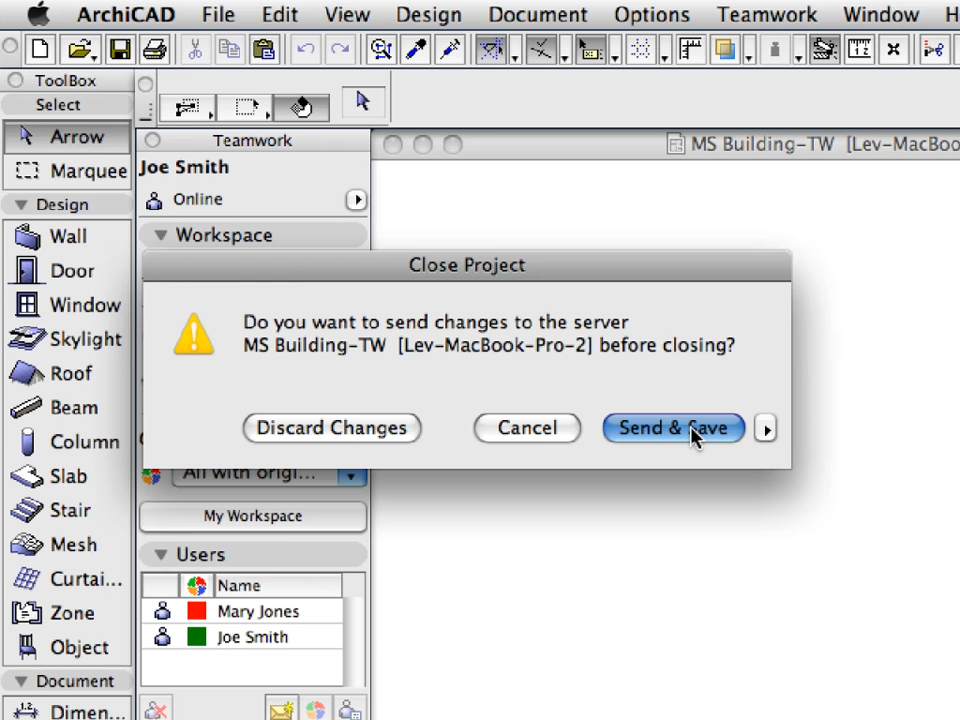 ArchiCAD File Edit View Design Document Options Teamwork Window H
ToolBox
Select
Arrow
Marquee
Design
Wall
Door
Window
Skylight
Roof
Beam
Column
Slab
Stair
Mesh
Curtai...
Zone
Object
Document
Dimen...
Teamwork
Joe Smith
Online
Workspace
MS Building-TW [Lev-MacBoo
Close Project
Do you want to send changes to the server
MS Building-TW [Lev-MacBook-Pro-2] before closing?
Discard Changes Cancel Send & Save
All with origi...
My Workspace
Users
Name
Mary Jones
Joe Smith